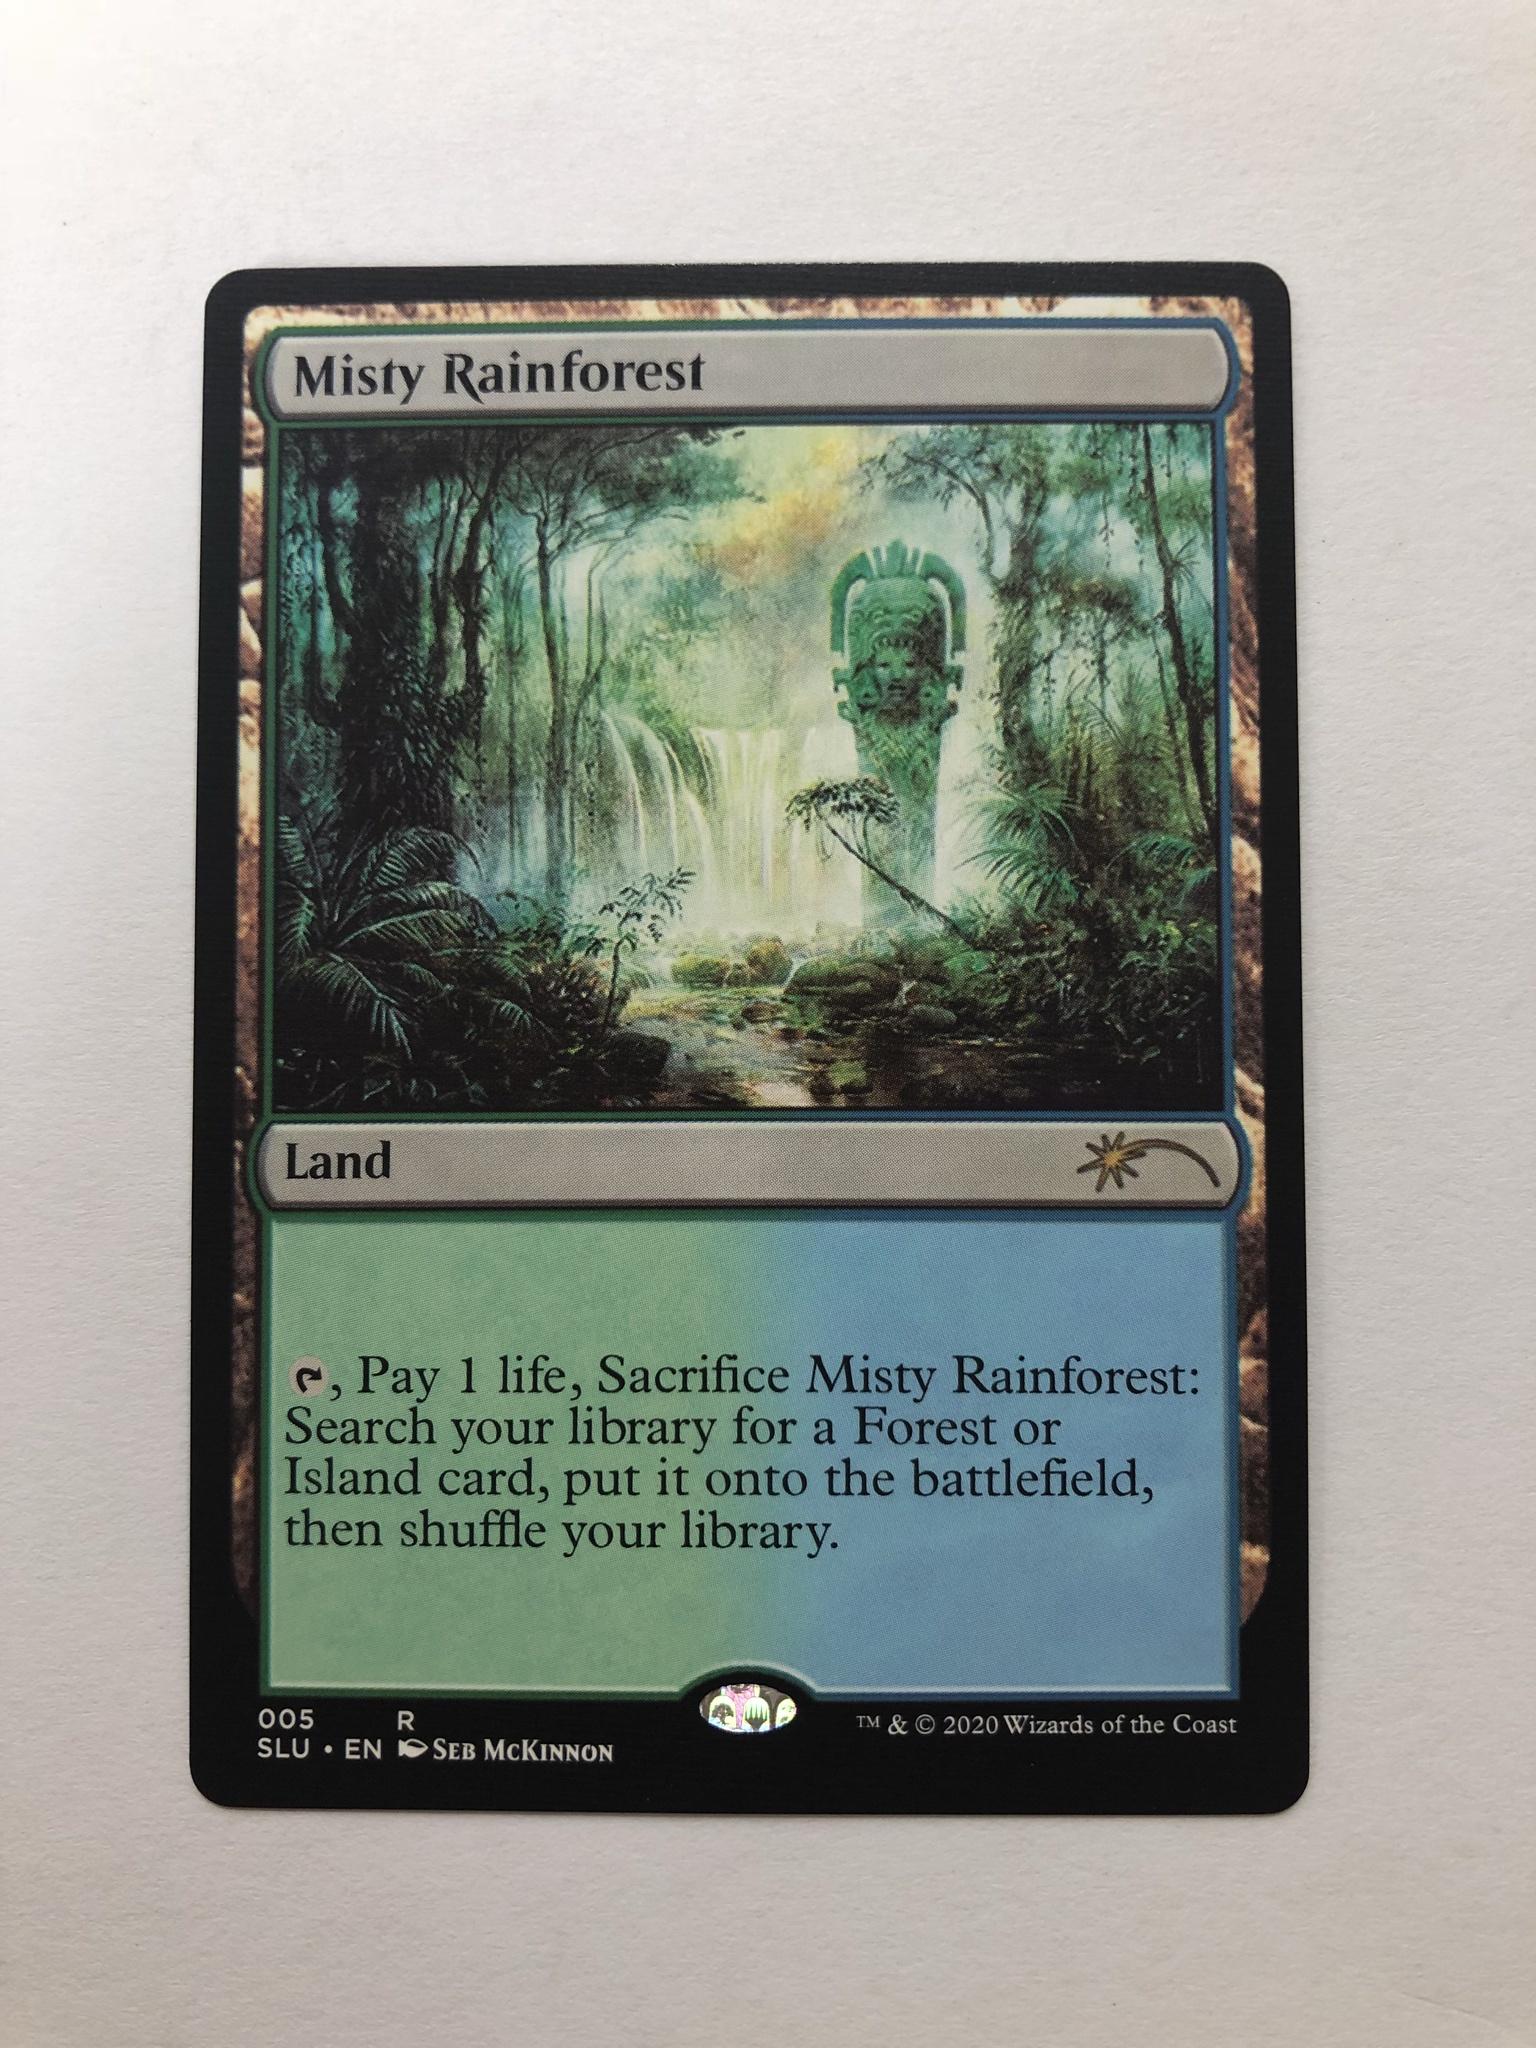 Misty Rainforest
Land
, Pay 1 life, Sacrifice Misty Rainforest:
Search your library for a Forest or
Island card, put it onto the battlefield,
then shuffle your library.
005 R
SLU • EN SEB MCKINNON
™ & © 2020 Wizards of the Coast